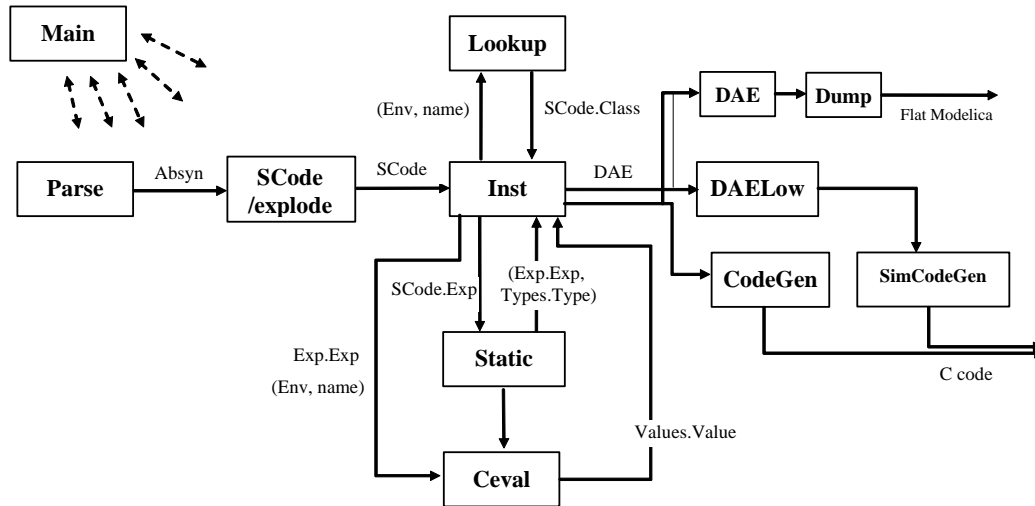 Main
Lookup
(Env, name)
SCode.Class
DAE
Dump
Flat Modelica
Parse
Absyn
SCode
/explode
SCode
Inst
DAE
DAELow
SCode.Exp
(Exp.Exp,
Types.Type)
CodeGen
SimCodeGen
Exp.Exp
(Env, name)
Static
C code
Values.Value
Ceval